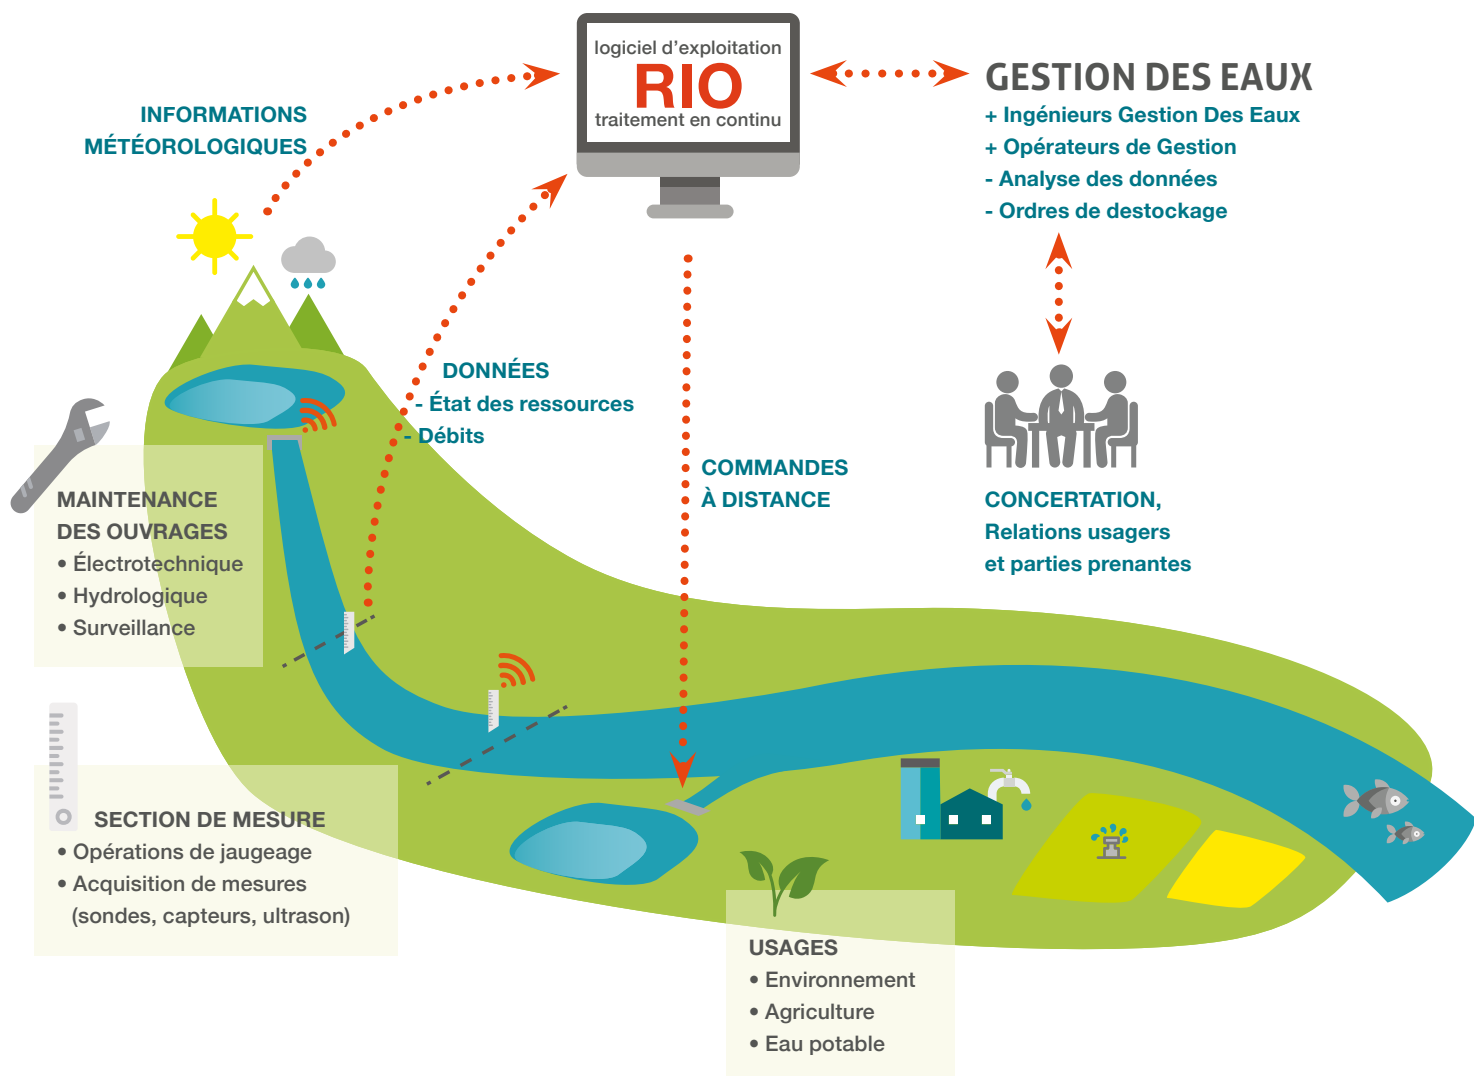 logiciel d'exploitation
RIO
traitement en continu
GESTION DES EAUX
+ Ingénieurs Gestion Des Eaux
+ Opérateurs de Gestion
- Analyse des données
- Ordres de destockage
INFORMATIONS
MÉTÉOROLOGIQUES
DONNÉES
- État des ressources
- Débits
COMMANDES
À DISTANCE
CONCERTATION,
Relations usagers
et parties prenantes
MAINTENANCE
DES OUVRAGES
• Électrotechnique
• Hydrologique
• Surveillance
SECTION DE MESURE
• Opérations de jaugeage
• Acquisition de mesures
(sondes, capteurs, ultrason)
USAGES
• Environnement
• Agriculture
• Eau potable